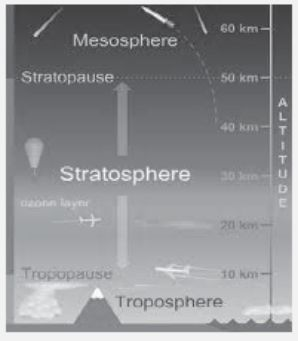 60 km
Mesosphere
Stratopause
50 km
ALTITUDE
40 km
Stratosphere
30 km
ozone layer
20 km
Tropopause
10 km
Troposphere